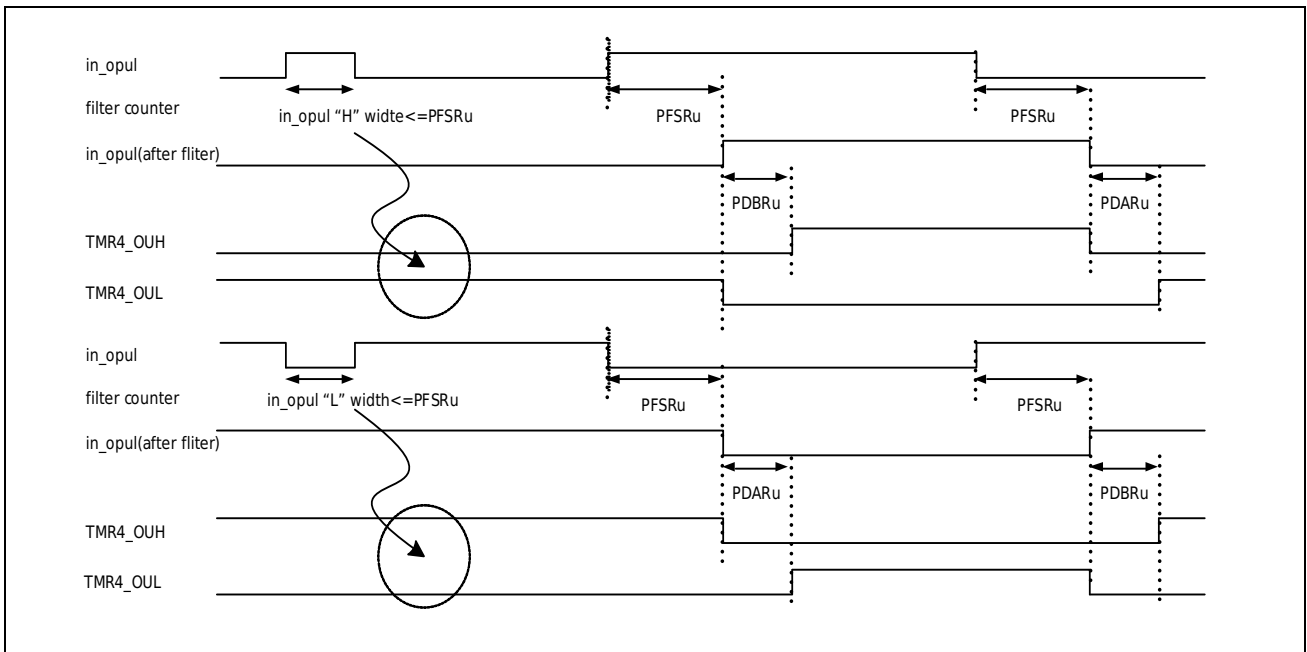 in_opul
filter counter
in_opul "H" widte<=PFSRu
PFSRu
PFSRu
in_opul(after fliter)
PDBRu
PDARu
TMR4_OUH
TMR4_OUL
in_opul
filter counter
in_opul "L" width<=PFSRu
PFSRu
PFSRu
in_opul(after fliter)
PDARu
PDBRu
TMR4_OUH
TMR4_OUL